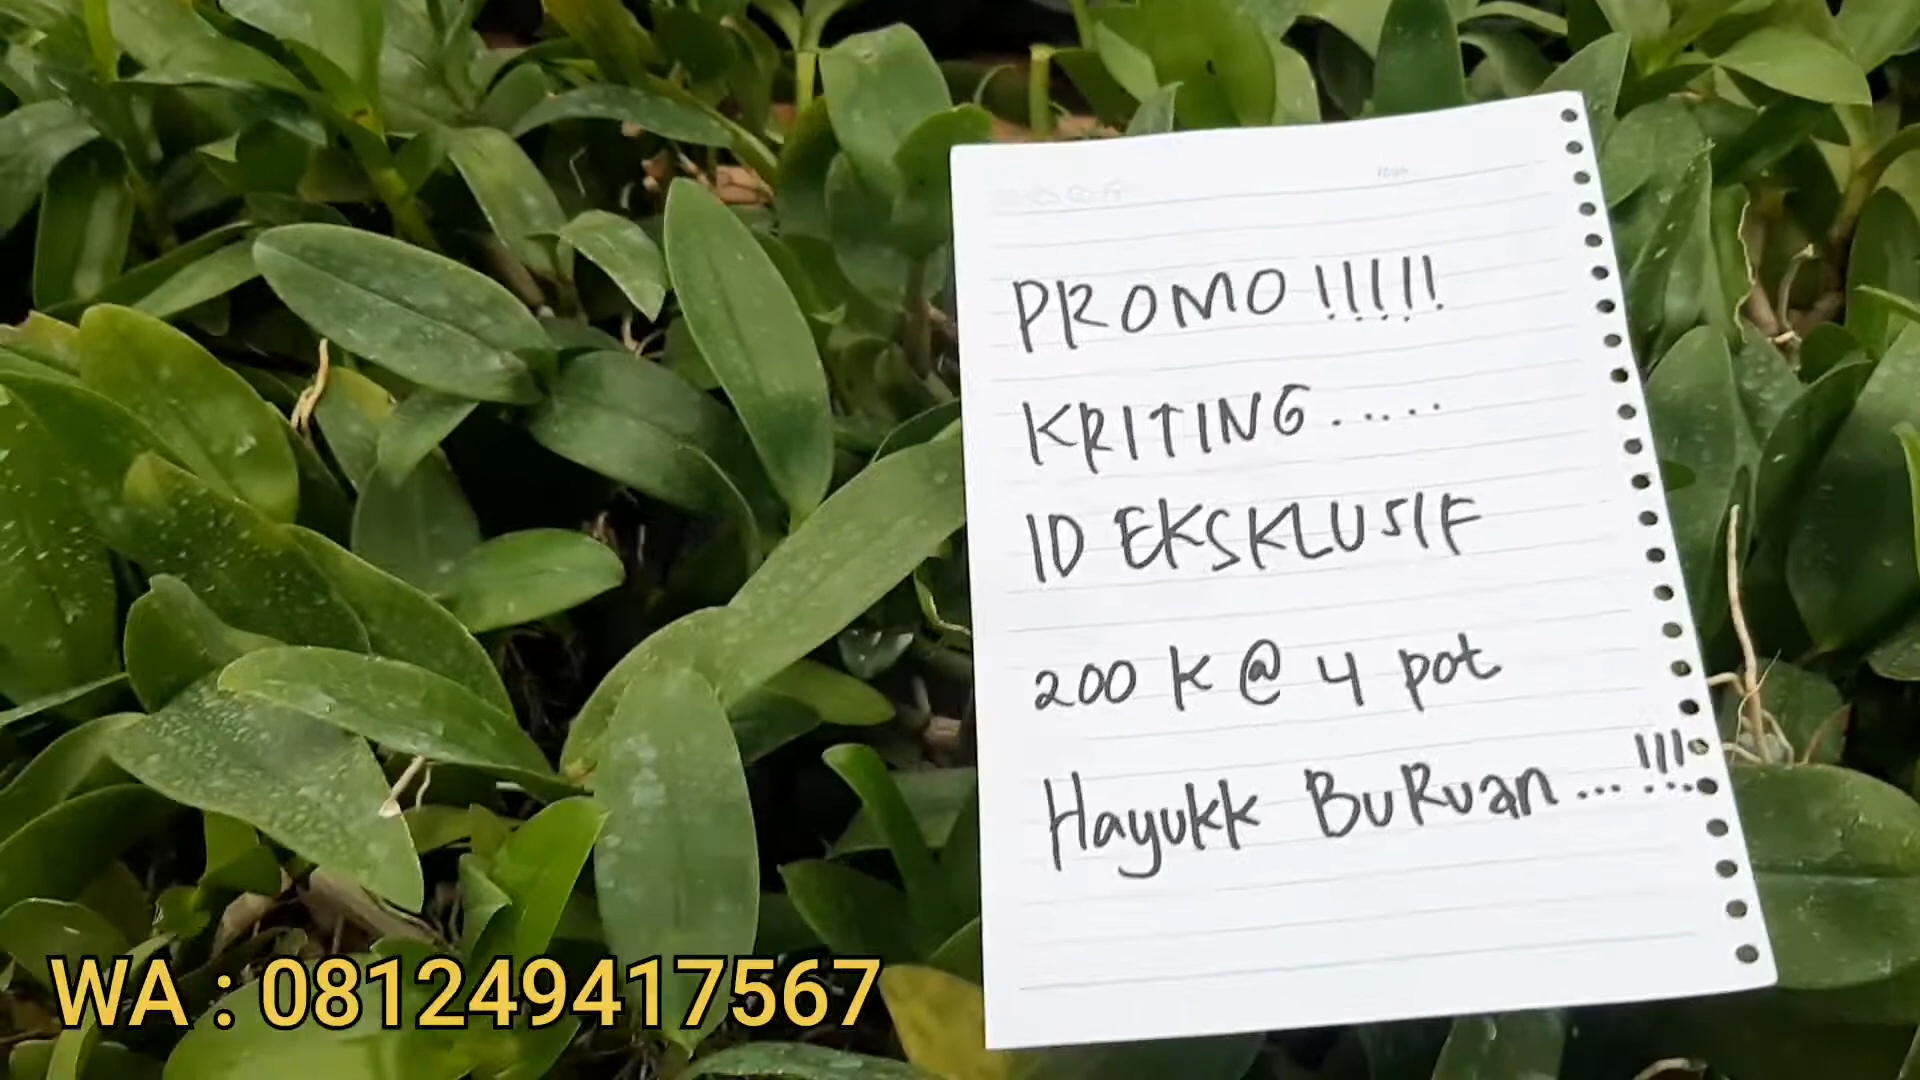 PROMO !!!!!
KRITING......
ID EKSKLUSIF
200 K @ 4 pot
Hayukk BuRuan...!!!
WA : 081249417567